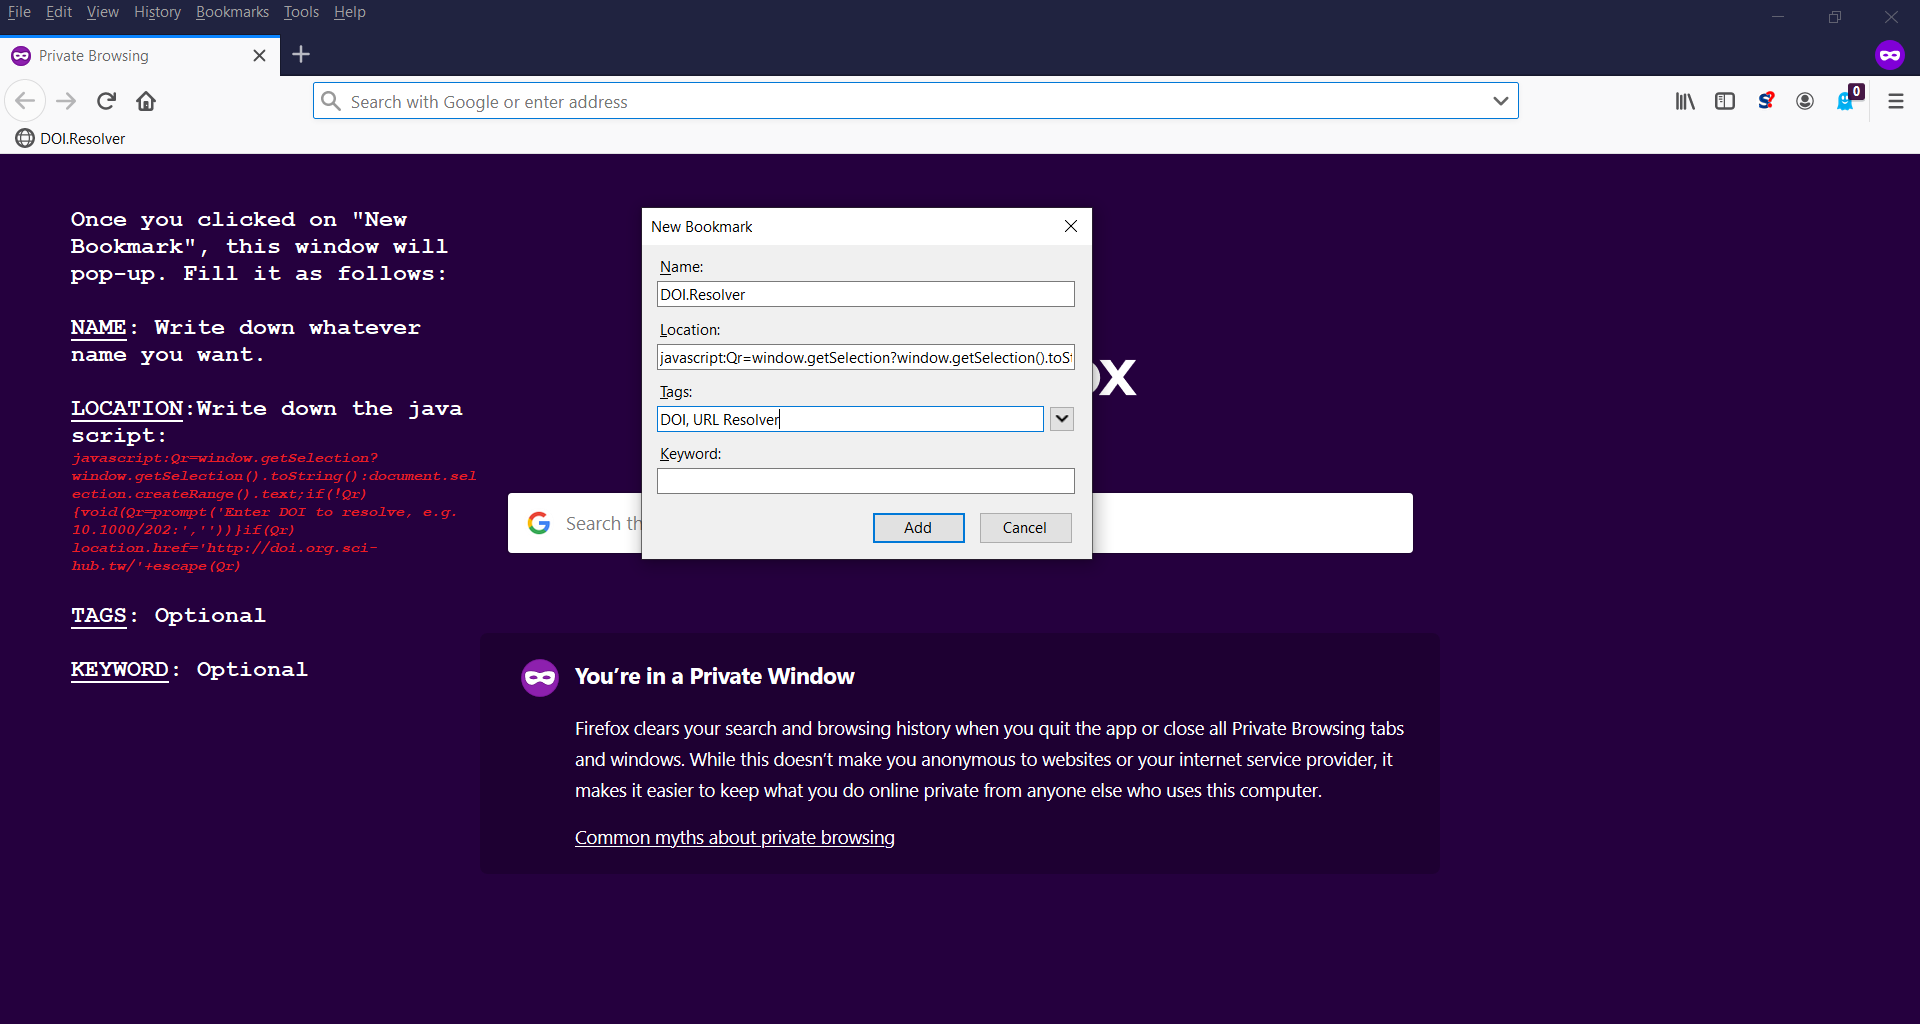 File Edit View History Bookmarks Tools Help
Private Browsing
Search with Google or enter address
0
DOI.Resolver
Once you clicked on "New
Bookmark", this window will
pop-up. Fill it as follows:
NAME: Write down whatever
name you want.
LOCATION:Write down the java
script:
javascript:Qr=window.getSelection?
window.getSelection().toString():document.sel
ection.createRange().text;if(!Qr)
{void(Qr=prompt('Enter DOI to resolve, e.g.
10.1000/202:',''))}if(Qr)
location.href='http://doi.org.sci-
hub.tw/'+escape(Qr)
TAGS: Optional
KEYWORD: Optional
New Bookmark
Name:
DOI.Resolver
Location:
javascript:Qr=window.getSelection?window.getSelection().toSt
Tags:
DOI, URL Resolver
Keyword:
Add Cancel
ox
Search th
You're in a Private Window
Firefox clears your search and browsing history when you quit the app or close all Private Browsing tabs
and windows. While this doesn't make you anonymous to websites or your internet service provider, it
makes it easier to keep what you do online private from anyone else who uses this computer.
Common myths about private browsing